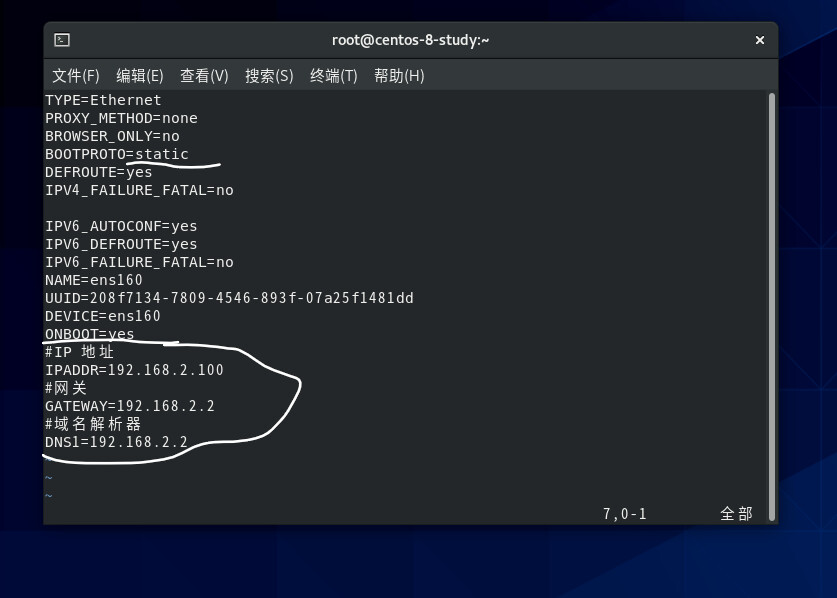 root@centos-8-study:~
文件(F) 编辑(E) 查看(V) 搜索(S) 终端(T) 帮助(H)
TYPE=Ethernet
PROXY_METHOD=none
BROWSER_ONLY=no
BOOTPROTO=static
DEFROUTE=yes
IPV4_FAILURE_FATAL=no
IPV6_AUTOCONF=yes
IPV6_DEFROUTE=yes
IPV6_FAILURE_FATAL=no
NAME=ens160
UUID=208f7134-7809-4546-893f-07a25f1481dd
DEVICE=ens160
ONBOOT=yes
#IP 地址
IPADDR=192.168.2.100
#网关
GATEWAY=192.168.2.2
#域名解析器
DNS1=192.168.2.2
~
~
7,0-1 全部